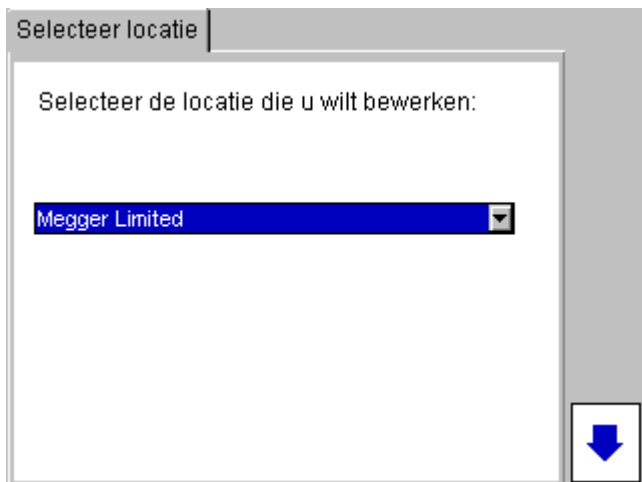 Selecteer locatie
Selecteer de locatie die u wilt bewerken:
Megger Limited